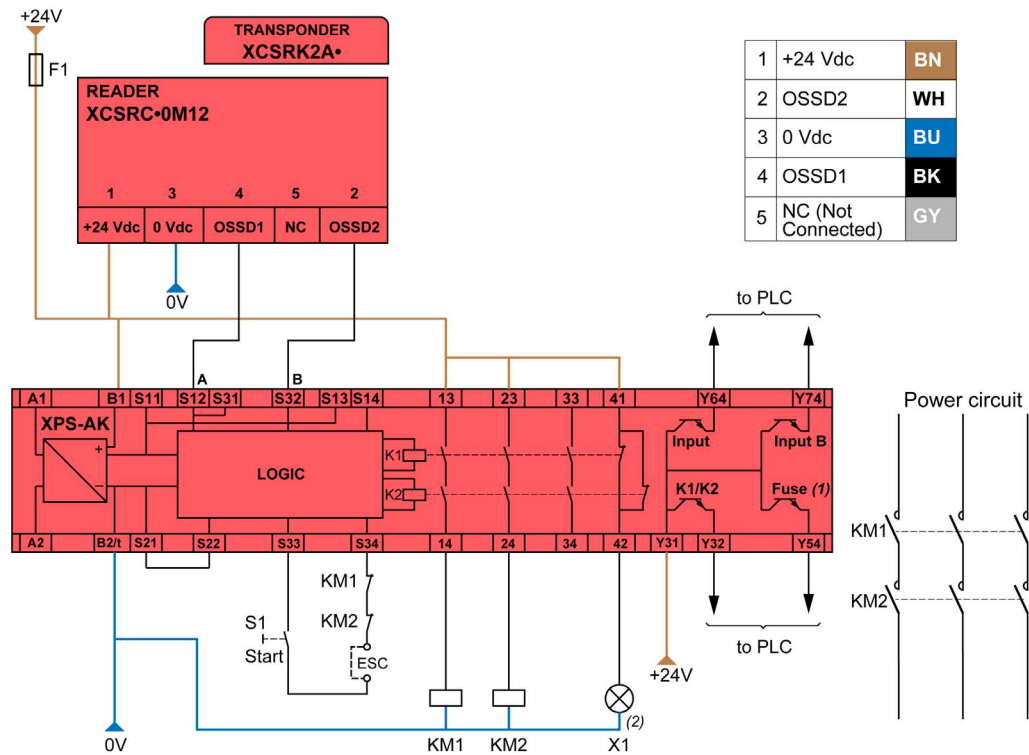 +24V
F1
TRANSPONDER
XCSRK2A•
READER
XCSRC•0M12
1 3 4 5 2
+24 Vdc 0 Vdc OSSD1 NC OSSD2
0V
1 +24 Vdc BN
2 OSSD2 WH
3 0 Vdc BU
4 OSSD1 BK
5 NC (Not
Connected) GY
to PLC
A B
A1 B1 S11 S12 S31 S32 S13 S14 13 23 33 41 Y64 Y74
XPS-AK
+
–
LOGIC
K1
K2
Input Input B
K1/K2 Fuse (1)
A2 B2/t S21 S22 S33 S34 14 24 34 42 Y31 Y32 Y54
Power circuit
KM1
KM2
KM1
KM2
S1
Start
ESC
to PLC
+24V
(2)
0V KM1 KM2 X1